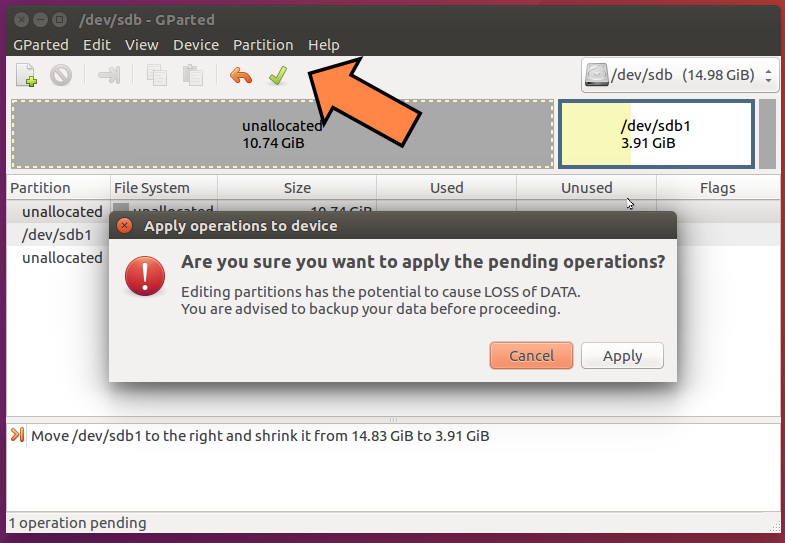 /dev/sdb - GParted
GParted Edit View Device Partition Help
/dev/sdb (14.98 GiB)
unallocated
10.74 GiB
/dev/sdb1
3.91 GiB
Partition File System Size Used Unused Flags
unallocated unallocated 10.74 GiB
/dev/sdb1
unallocated
Apply operations to device
Are you sure you want to apply the pending operations?
Editing partitions has the potential to cause LOSS of DATA.
You are advised to backup your data before proceeding.
Cancel Apply
Move /dev/sdb1 to the right and shrink it from 14.83 GiB to 3.91 GiB
1 operation pending